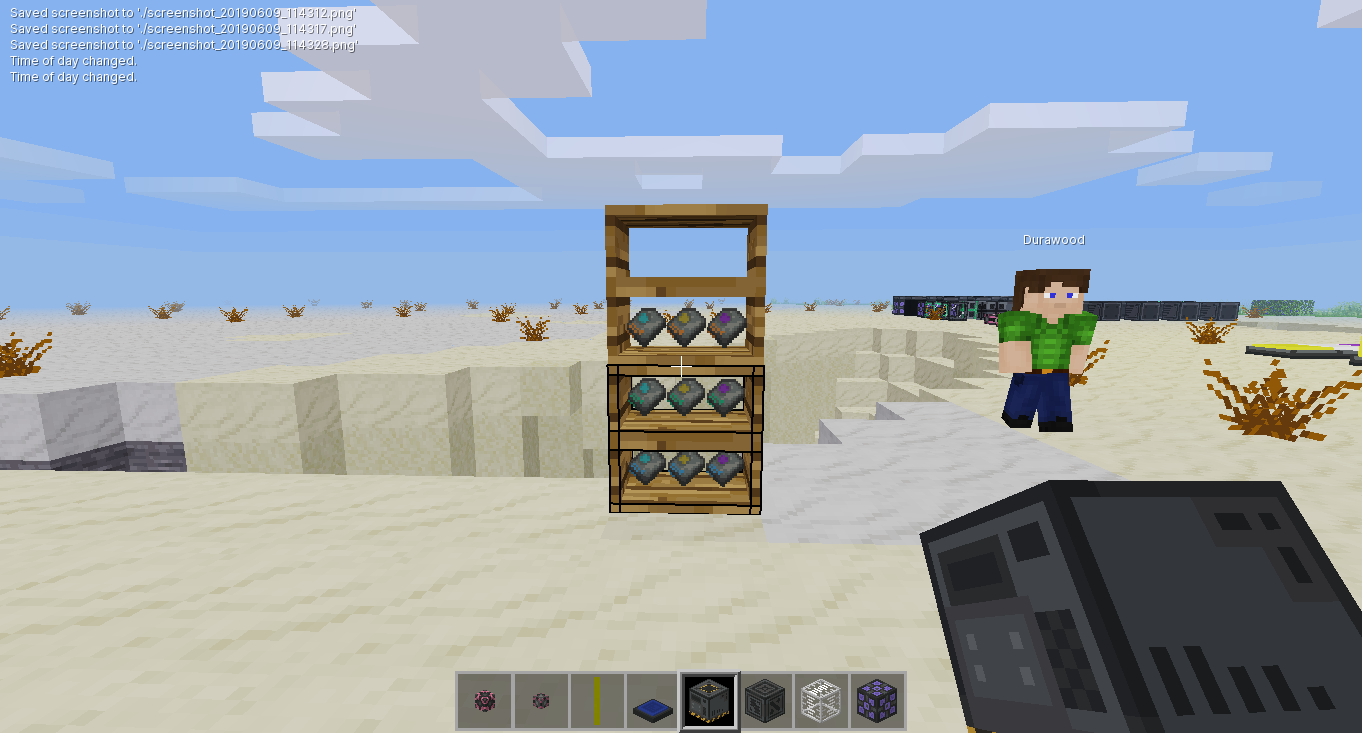 Saved screenshot to './screenshot_20190609_114312.png'
Saved screenshot to './screenshot_20190609_114317.png'
Saved screenshot to './screenshot_20190609_114328.png'
Time of day changed.
Time of day changed.
Durawood